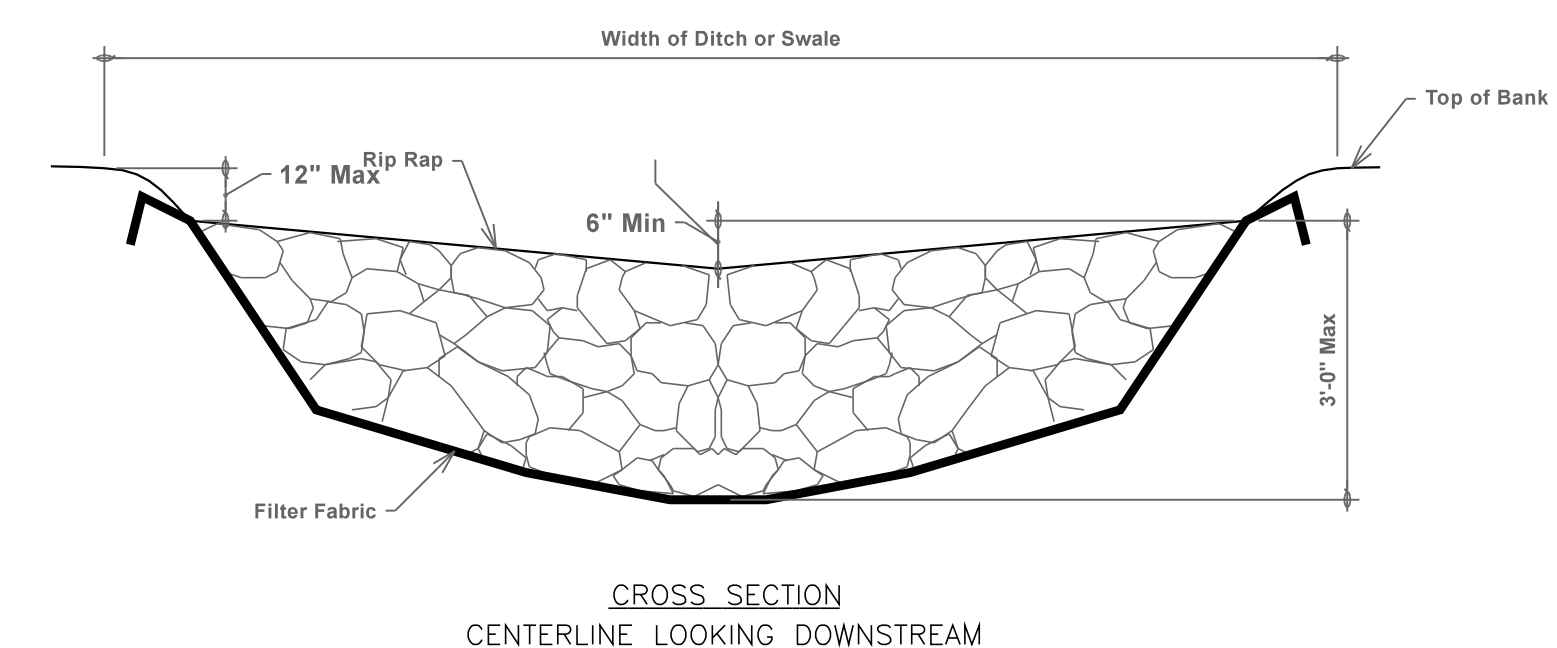 Width of Ditch or Swale
Top of Bank
Rip Rap
12" Max
6" Min
3'-0" Max
Filter Fabric
CROSS SECTION
CENTERLINE LOOKING DOWNSTREAM